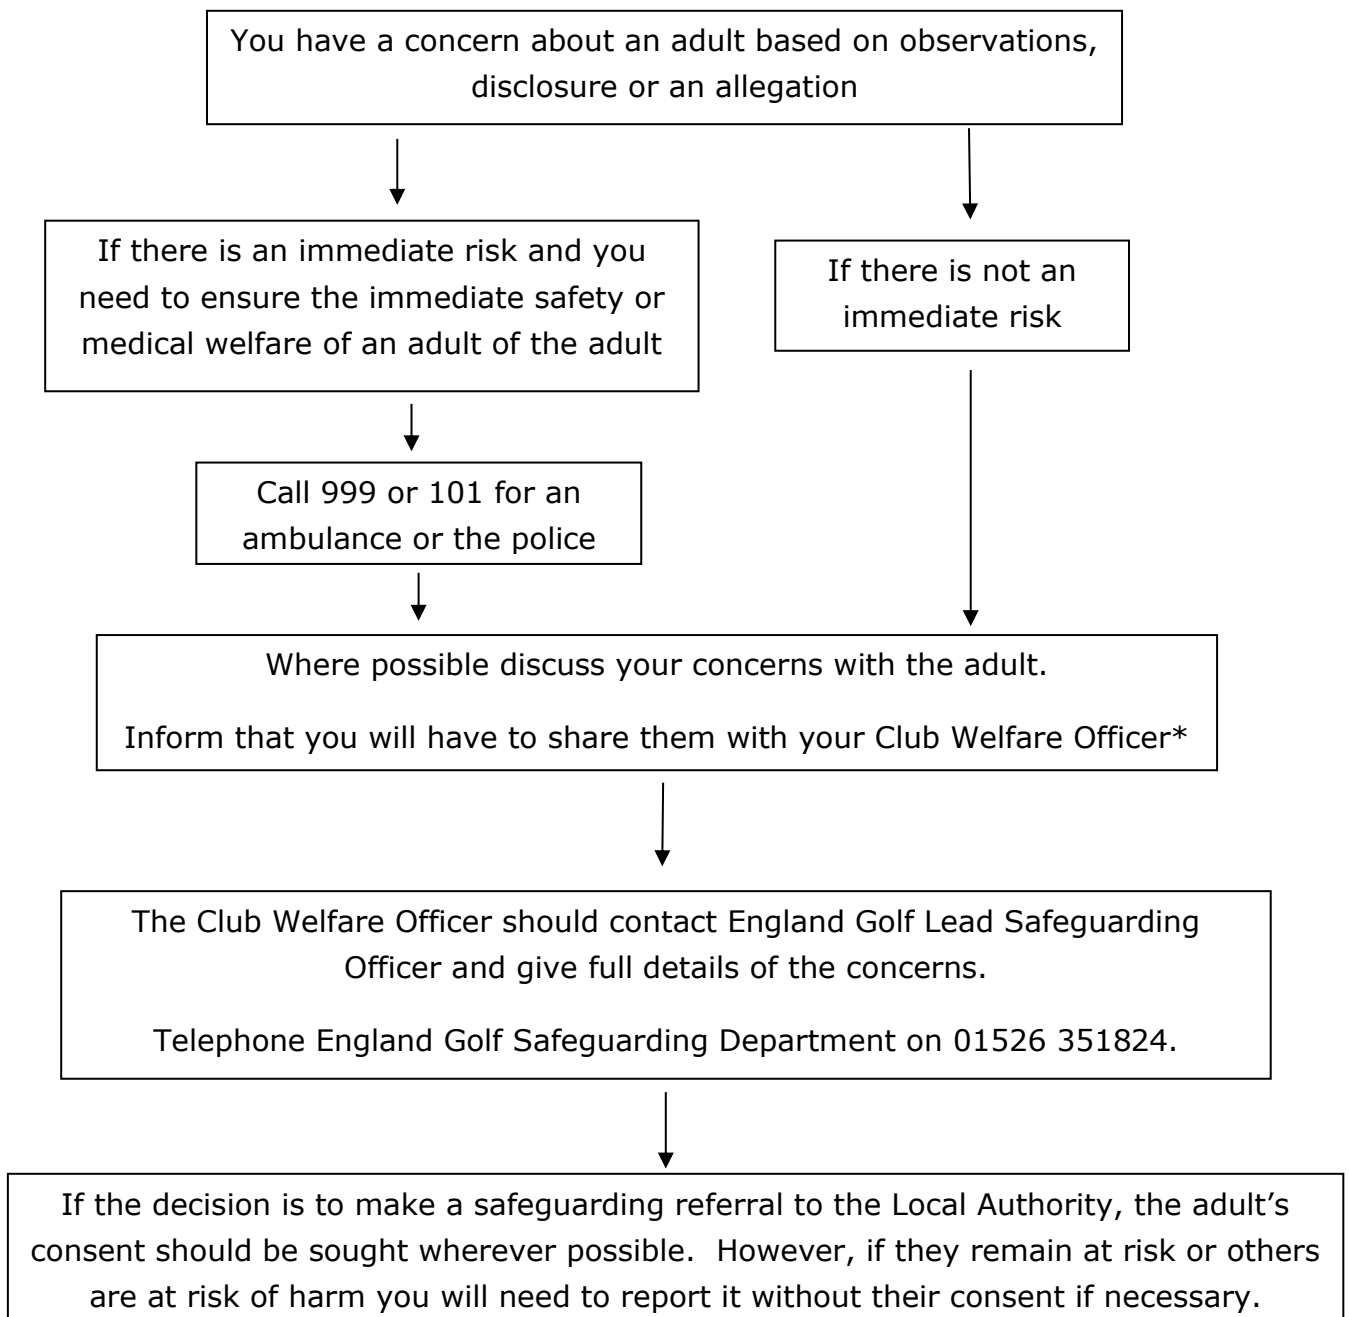 You have a concern about an adult based on observations,
disclosure or an allegation
If there is an immediate risk and you
need to ensure the immediate safety or
medical welfare of an adult of the adult
If there is not an
immediate risk
Call 999 or 101 for an
ambulance or the police
Where possible discuss your concerns with the adult.
Inform that you will have to share them with your Club Welfare Officer*
The Club Welfare Officer should contact England Golf Lead Safeguarding
Officer and give full details of the concerns.
Telephone England Golf Safeguarding Department on 01526 351824.
If the decision is to make a safeguarding referral to the Local Authority, the adult’s
consent should be sought wherever possible.  However, if they remain at risk or others
are at risk of harm you will need to report it without their consent if necessary.